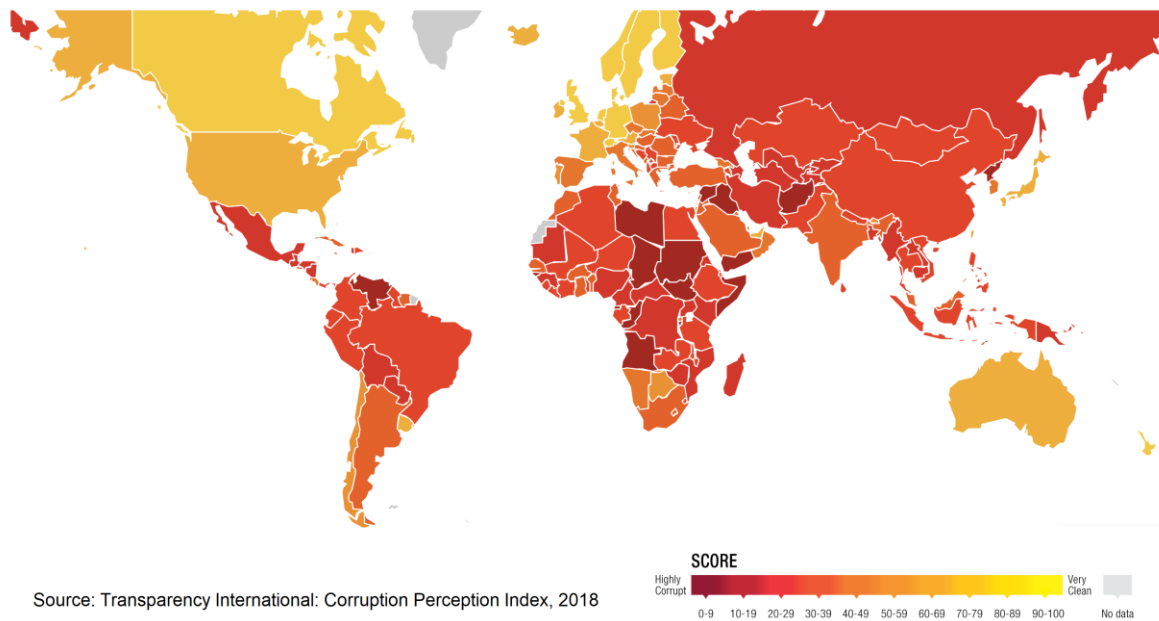 SCORE
Highly Corrupt
Very Clean
0-9 10-19 20-29 30-39 40-49 50-59 60-69 70-79 80-89 90-100 No data
Source: Transparency International: Corruption Perception Index, 2018